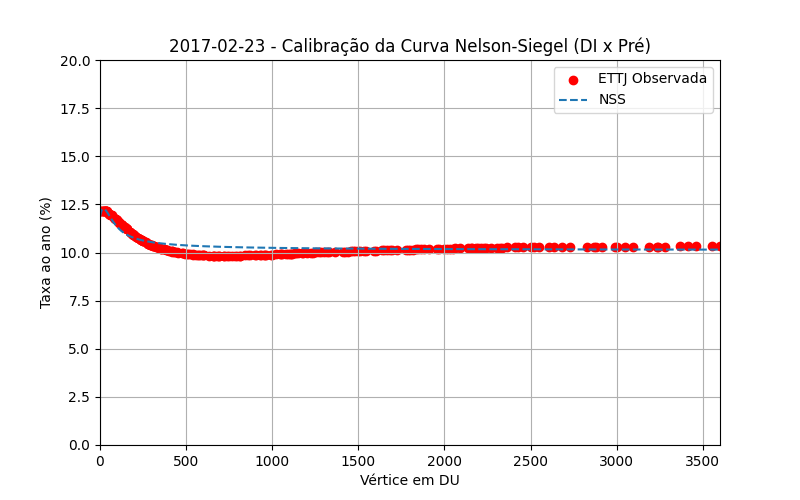 2017-02-23 - Calibração da Curva Nelson-Siegel (DI x Pré)
ETTJ Observada
NSS
Taxa ao ano (%)
20.0
17.5
15.0
12.5
10.0
7.5
5.0
2.5
0.0
0 500 1000 1500 2000 2500 3000 3500
Vértice em DU